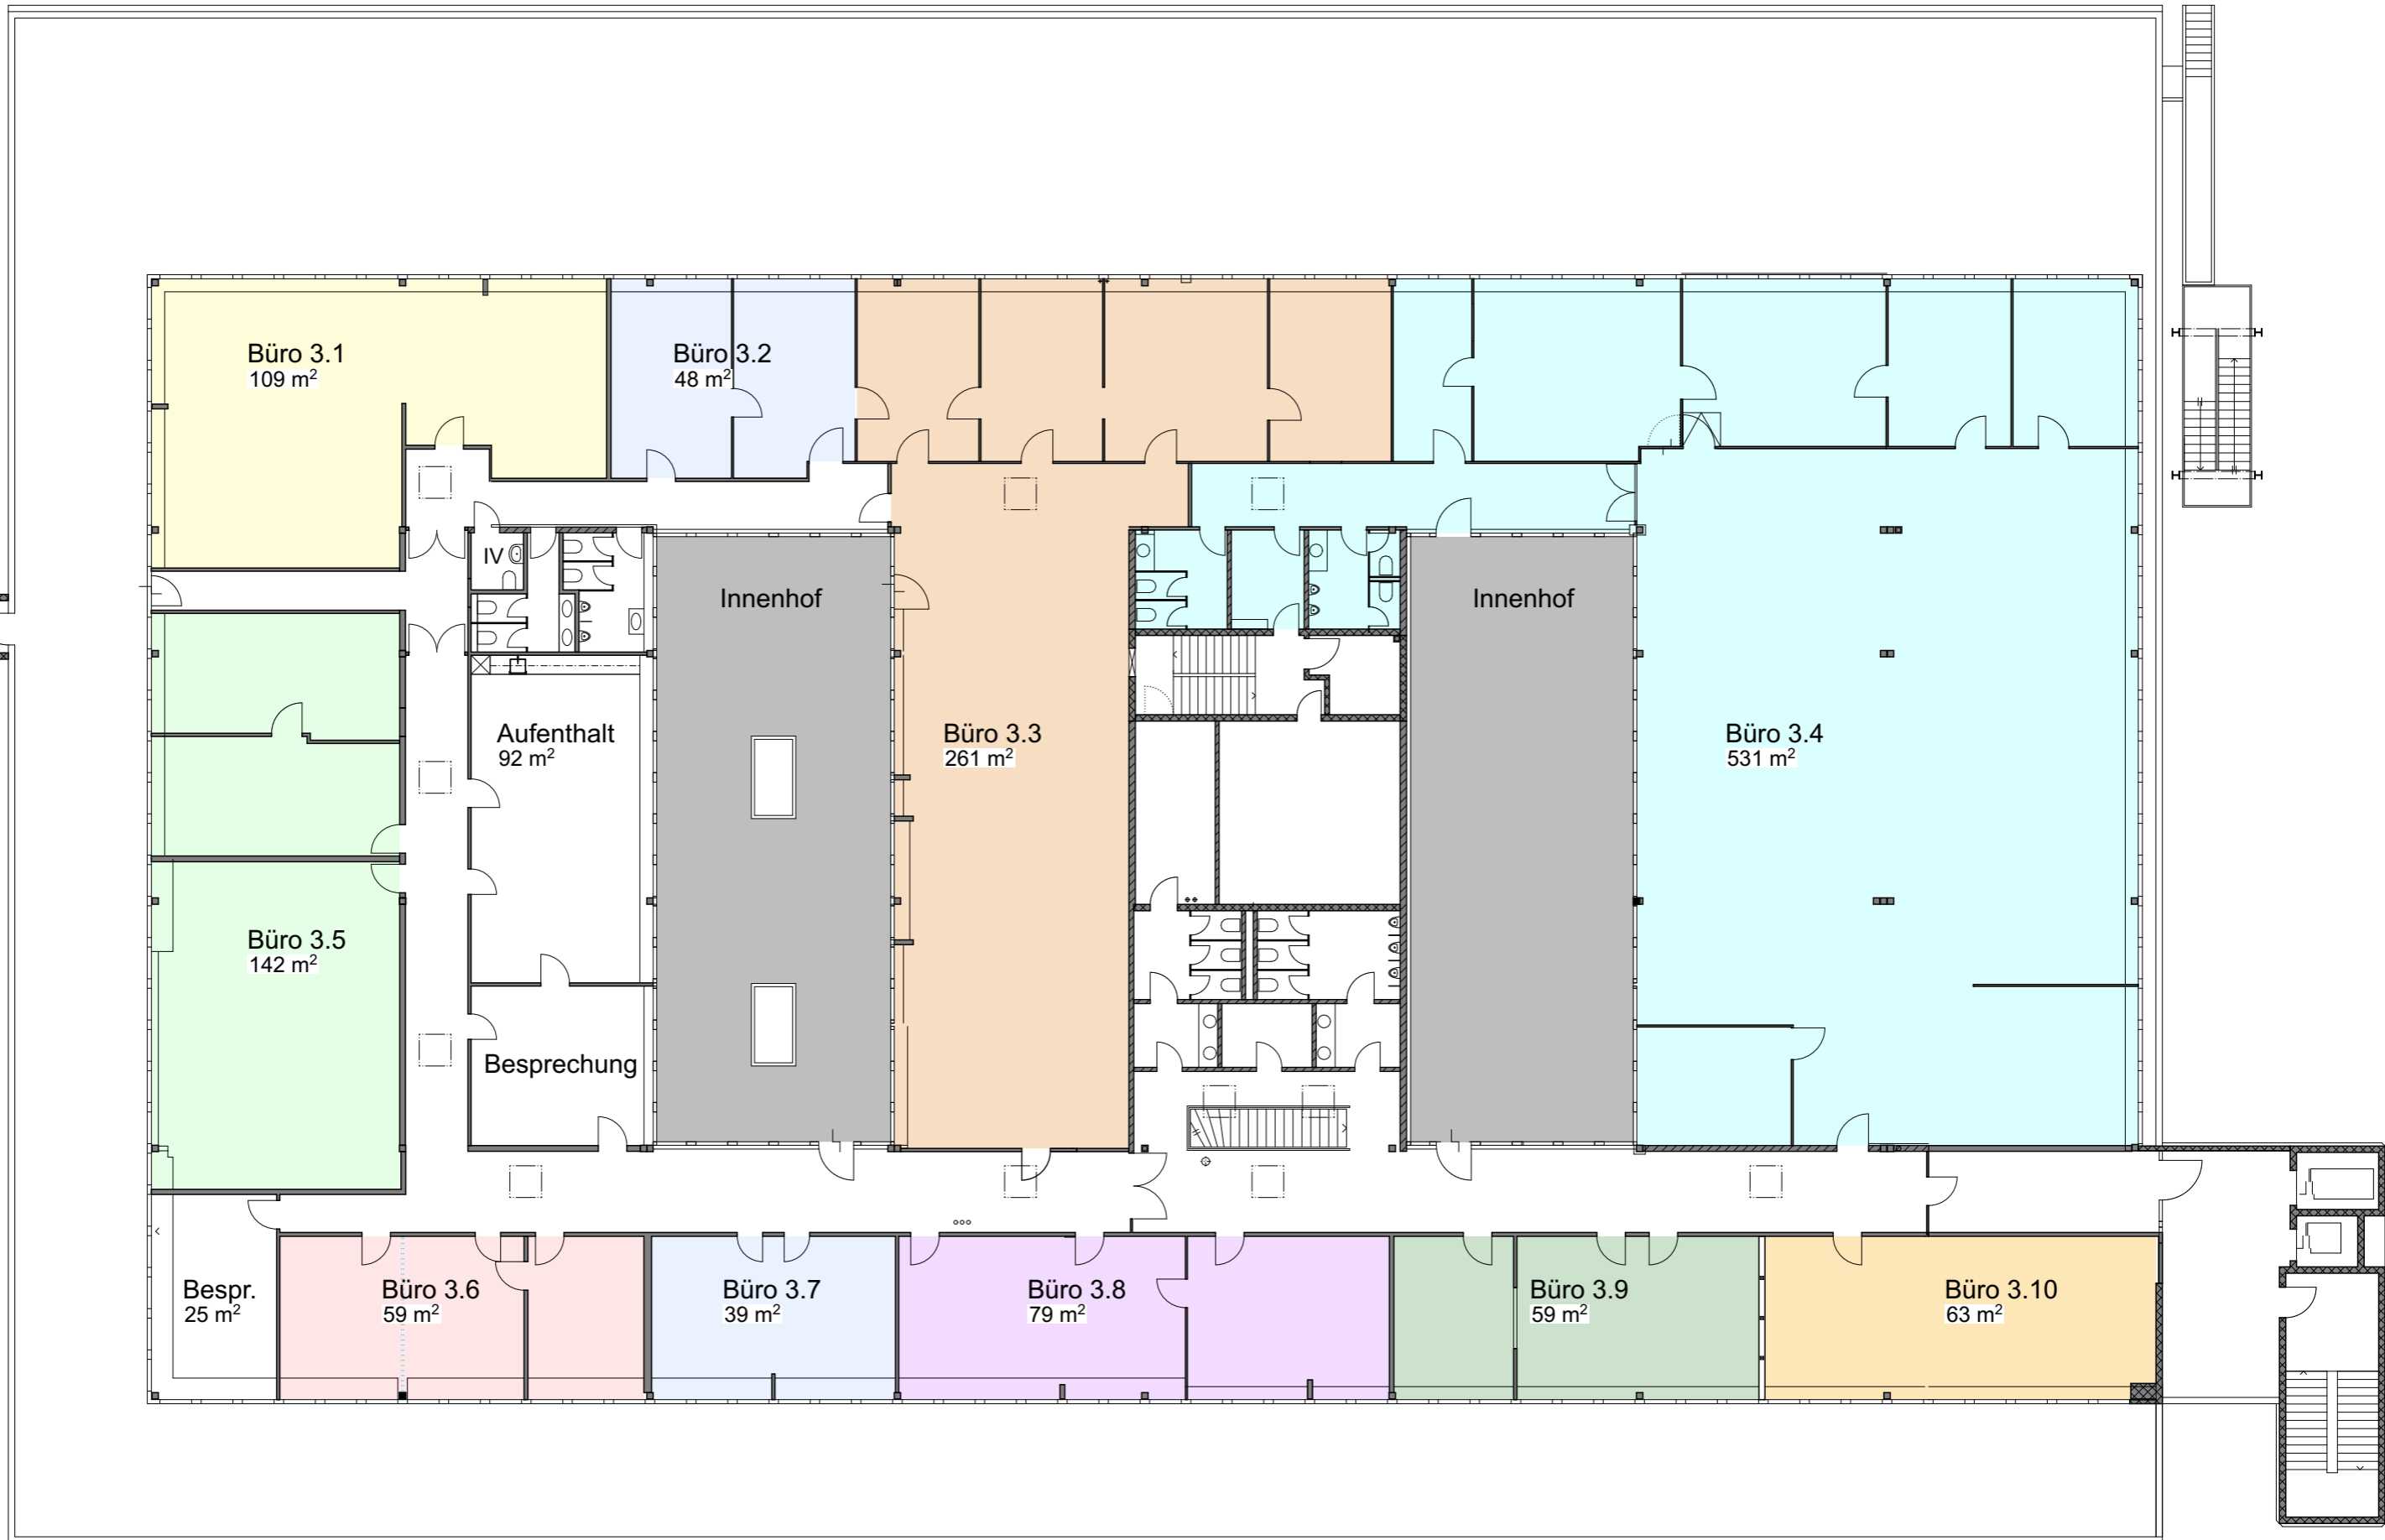 Büro 3.1
109 m²
Büro 3.2
48 m²
IV
Innenhof
Innenhof
Aufenthalt
92 m²
Büro 3.3
261 m²
Büro 3.4
531 m²
Büro 3.5
142 m²
Besprechung
Bespr.
25 m²
Büro 3.6
59 m²
Büro 3.7
39 m²
Büro 3.8
79 m²
Büro 3.9
59 m²
Büro 3.10
63 m²